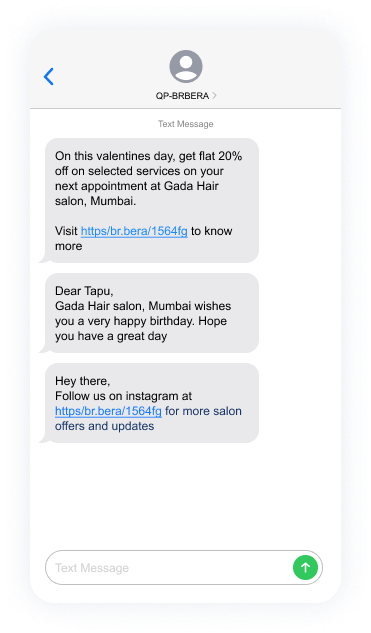 QP-BRBERA
Text Message
On this valentines day, get flat 20%
off on selected services on your
next appointment at Gada Hair
salon, Mumbai.
Visit https/br.bera/1564fg to know
more
Dear Tapu,
Gada Hair salon, Mumbai wishes
you a very happy birthday. Hope
you have a great day
Hey there,
Follow us on instagram at
https/br.bera/1564fg for more salon
offers and updates
Text Message